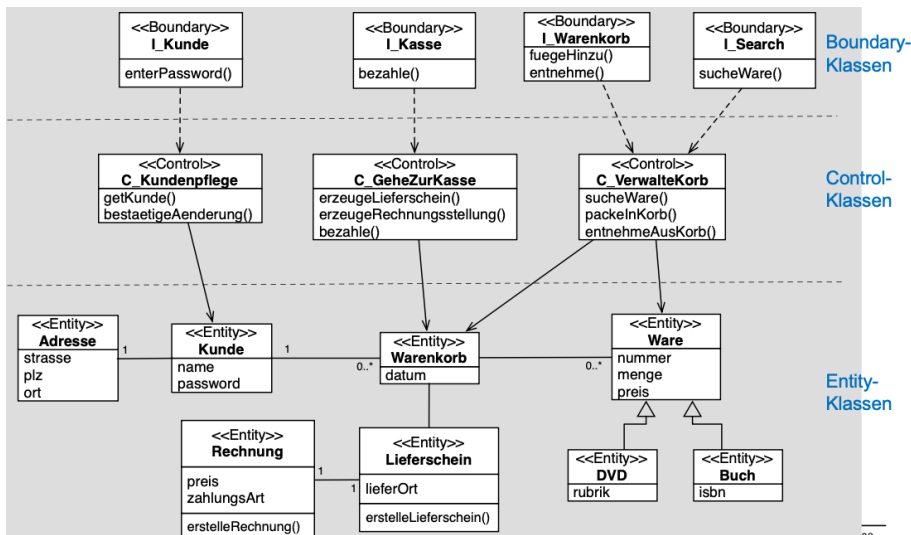 <<Boundary>>
I_Kunde
enterPassword()
<<Boundary>>
I_Kasse
bezahle()
<<Boundary>>
I_Warenkorb
fuegeHinzu()
entnehme()
<<Boundary>>
I_Search
sucheWare()
Boundary-
Klassen
<<Control>>
C_Kundenpflege
getKunde()
bestaetigeAenderung()
<<Control>>
C_GeheZurKasse
erzeugeLieferschein()
erzeugeRechnungsstellung()
bezahle()
<<Control>>
C_VerwalteKorb
sucheWare()
packeInKorb()
entnehmeAusKorb()
Control-
Klassen
<<Entity>>
Adresse
strasse
plz
ort
1
<<Entity>>
Kunde
name
password
1
0..*
<<Entity>>
Warenkorb
datum
0..*
<<Entity>>
Ware
nummer
menge
preis
Entity-
Klassen
<<Entity>>
Rechnung
preis
zahlungsArt
erstelleRechnung()
1
1
<<Entity>>
Lieferschein
lieferOrt
erstelleLieferschein()
<<Entity>>
DVD
rubrik
<<Entity>>
Buch
isbn